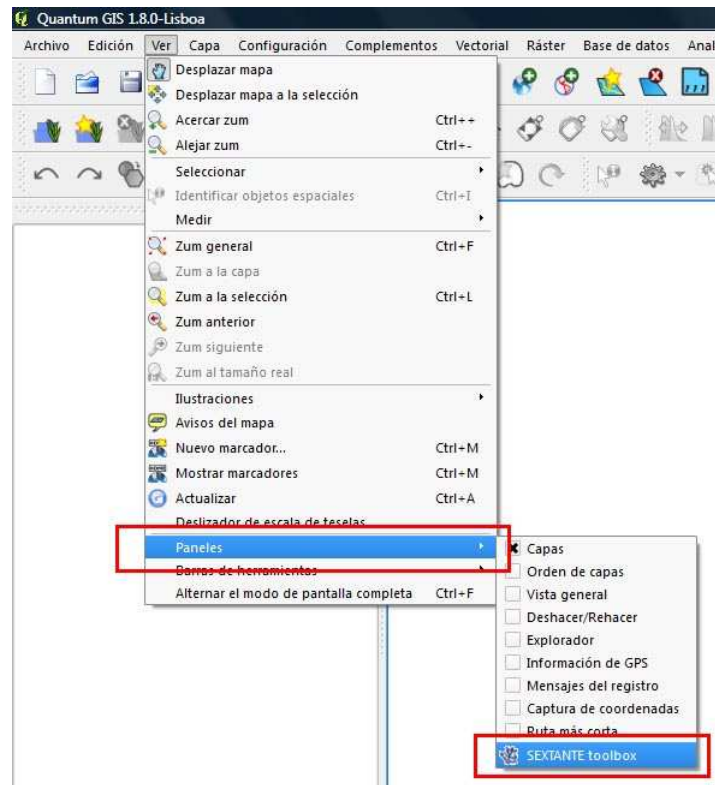 Quantum GIS 1.8.0-Lisboa
Archivo Edición Ver Capa Configuración Complementos Vectorial Ráster Base de datos Anal
Desplazar mapa
Desplazar mapa a la selección
Acercar zum Ctrl++
Alejar zum Ctrl+-
Seleccionar
Identificar objetos espaciales Ctrl+I
Medir
Zum general Ctrl+F
Zum a la capa
Zum a la selección Ctrl+L
Zum anterior
Zum siguiente
Zum al tamaño real
Ilustraciones
Avisos del mapa
Nuevo marcador... Ctrl+M
Mostrar marcadores Ctrl+M
Actualizar Ctrl+A
Deslizador de escala de teselas
Paneles
Barras de herramientas
Alternar el modo de pantalla completa Ctrl+F
Capas
Orden de capas
Vista general
Deshacer/Rehacer
Explorador
Información de GPS
Mensajes del registro
Captura de coordenadas
Ruta más corta
SEXTANTE toolbox